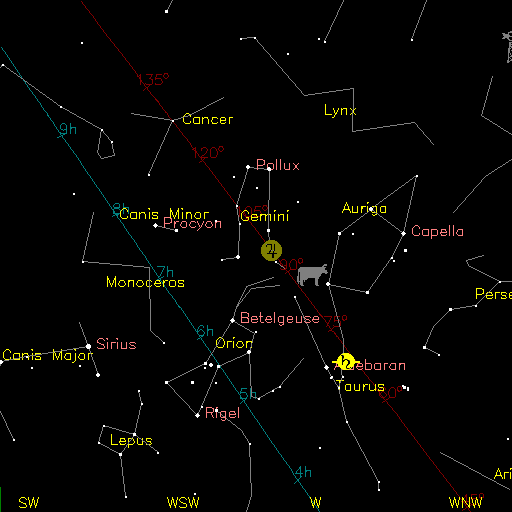 135°
Lynx
Cancer
9h
120°
Pollux
8h
Canis Minor
Procyon
Gemini
105°
Auriga
Capella
90°
7h
Monoceros
Perse
Betelgeuse
75°
6h
Orion
Sirius
Canis Major
Aldebaran
Taurus
60°
5h
Rigel
Lepus
4h
Ari
SW
WSW
W
WNW